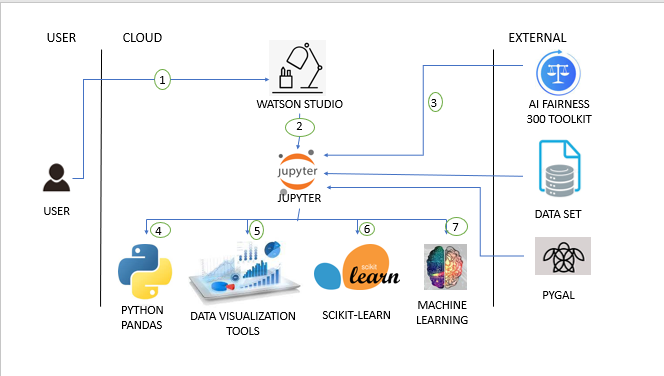 USER
CLOUD
EXTERNAL
1
WATSON STUDIO
2
3
AI FAIRNESS
300 TOOLKIT
jupyter
JUPYTER
USER
DATA SET
4
5
6
7
scikit
learn
PYTHON
PANDAS
DATA VISUALIZATION
TOOLS
SCIKIT-LEARN
MACHINE
LEARNING
PYGAL